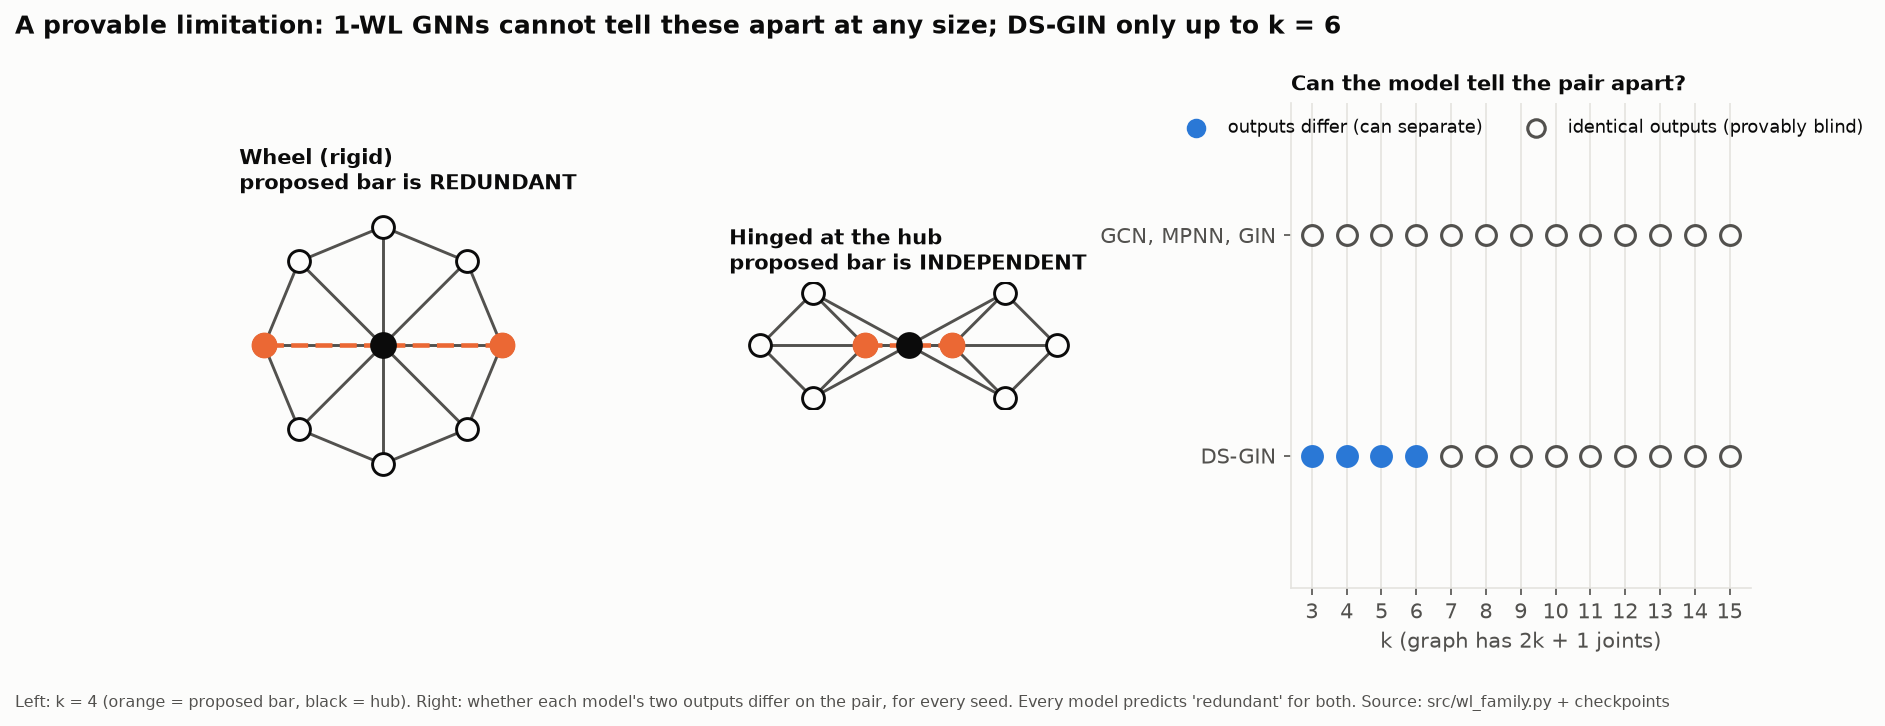 A provable limitation: 1-WL GNNs cannot tell these apart at any size; DS-GIN only up to k = 6
Wheel (rigid)
proposed bar is REDUNDANT
Hinged at the hub
proposed bar is INDEPENDENT
Can the model tell the pair apart?
outputs differ (can separate)
identical outputs (provably blind)
GCN, MPNN, GIN
DS-GIN
3 4 5 6 7 8 9 10 11 12 13 14 15
k (graph has 2k + 1 joints)
Left: k = 4 (orange = proposed bar, black = hub). Right: whether each model's two outputs differ on the pair, for every seed. Every model predicts 'redundant' for both. Source: src/wl_family.py + checkpoints